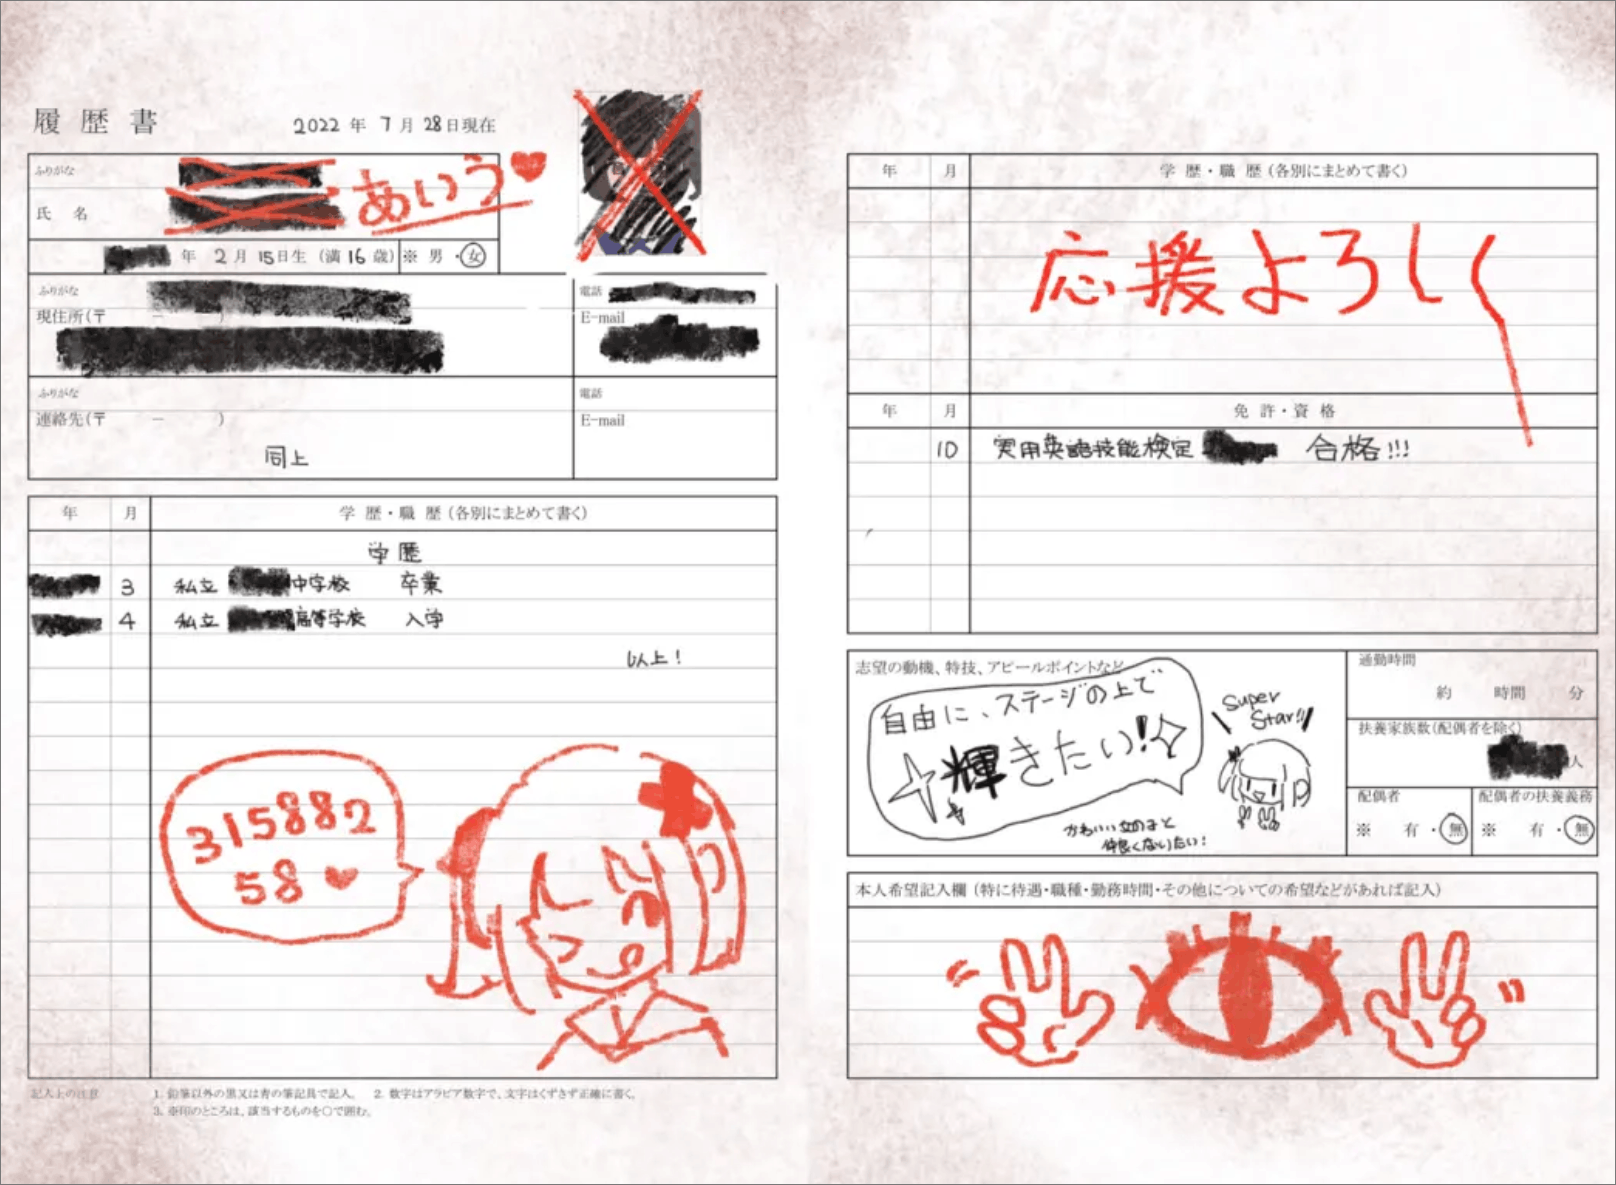 履歴書
2022年7月28日現在
ふりがな
氏名
あいう
年2月15日生(満16歳)
※男・女
ふりがな
現住所(〒 － )
電話
E-mail
ふりがな
連絡先(〒 － )
同上
電話
E-mail
年 月 学歴・職歴(各別にまとめて書く)
学歴
3 私立 中学校 卒業
4 私立 高等学校 入学
以上!
315882
58
記入上の注意 1. 鉛筆以外の黒又は青の筆記具で記入。 2. 数字はアラビア数字で、文字はくずさず正確に書く。
3. ※印のところは、該当するものを○で囲む。
年 月 学歴・職歴(各別にまとめて書く)
応援よろしく
年 月 免許・資格
10 実用英語技能検定 合格!!!
志望の動機、特技、アピールポイントなど
自由に、ステージの上で
輝きたい!
Super
Star!!
かわいい女の子と
仲良くなりたい!
通勤時間
約 時間 分
扶養家族数(配偶者を除く)
人
配偶者
※ 有・無
配偶者の扶養義務
※ 有・無
本人希望記入欄(特に待遇・職種・勤務時間・その他についての希望などがあれば記入)